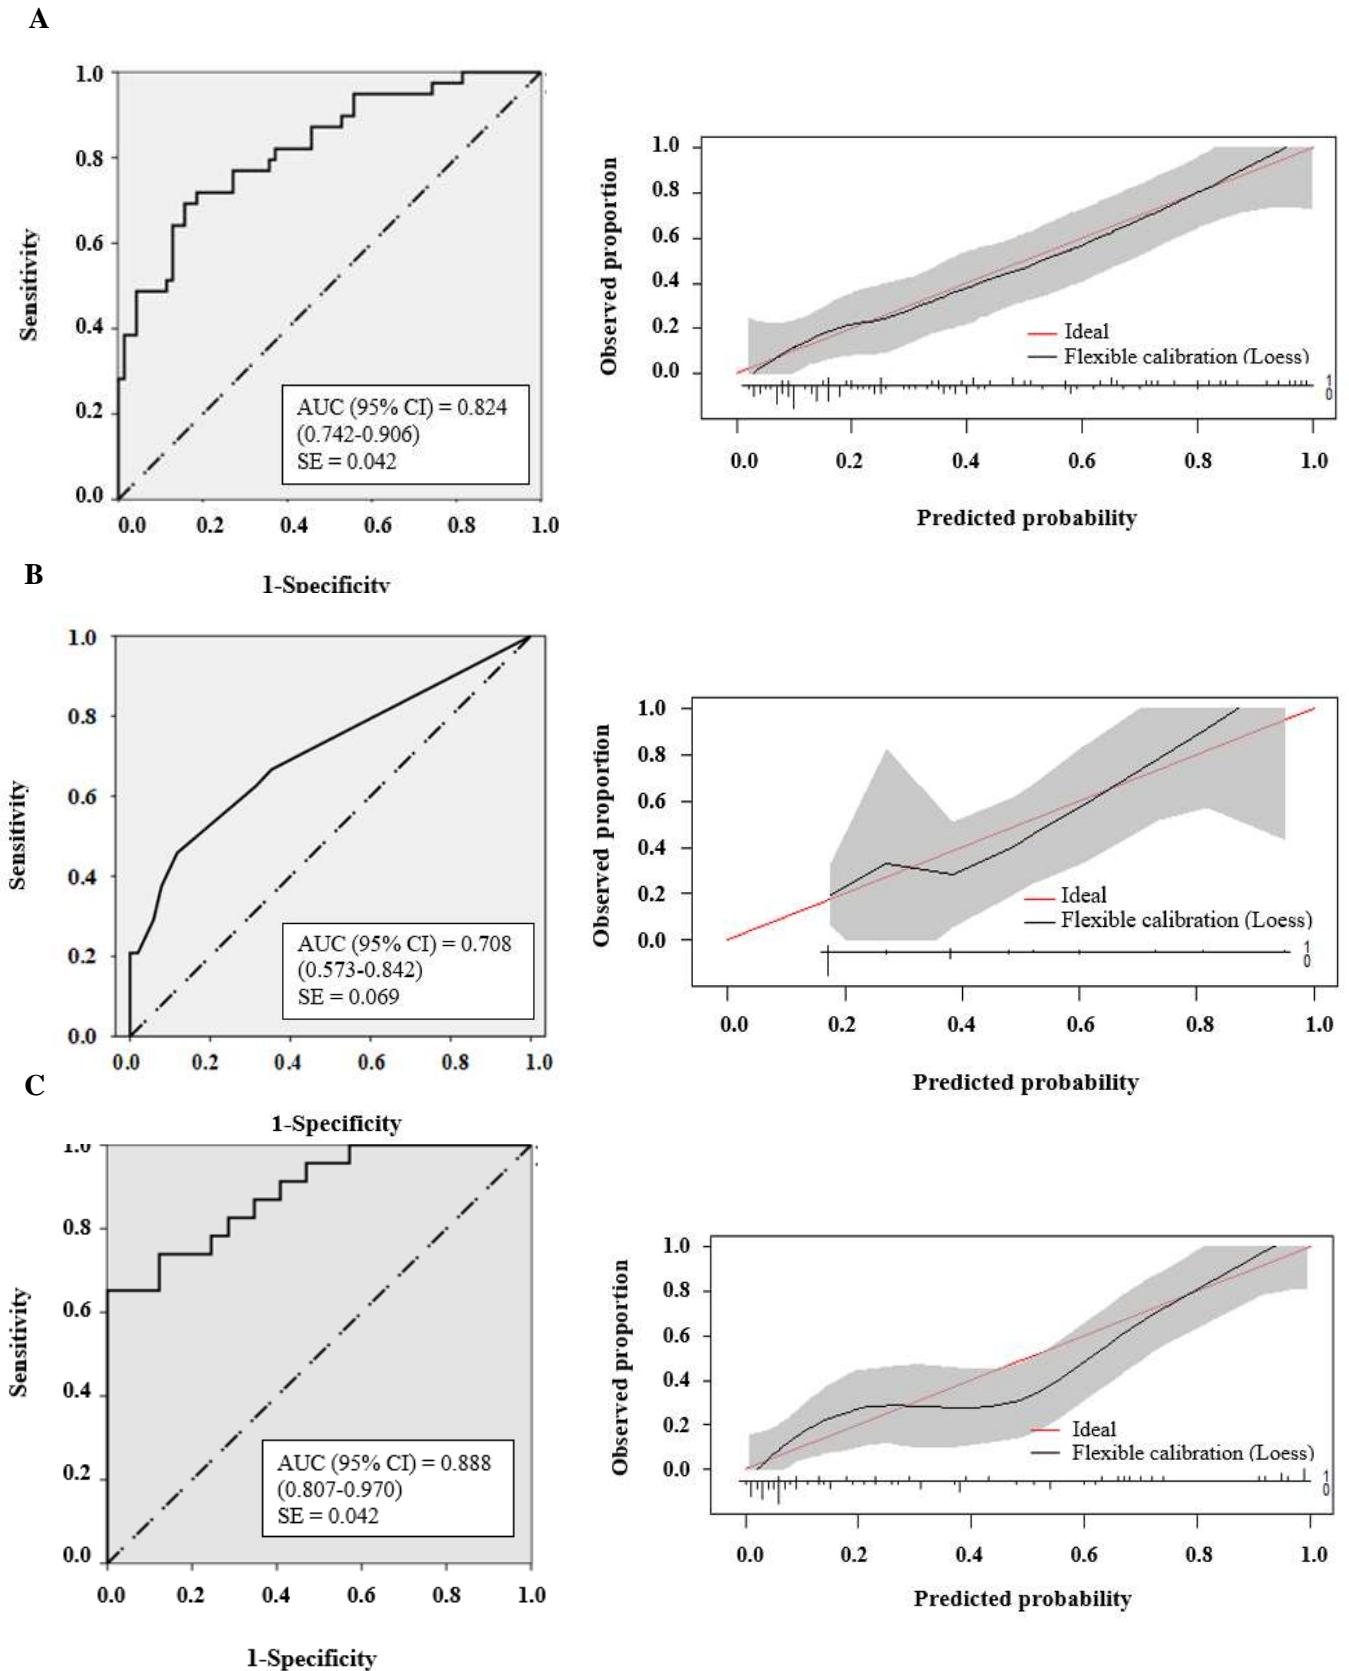 A
1.0
0.8
0.6
0.4
0.2
0.0
Sensitivity
AUC (95% CI) = 0.824
(0.742-0.906)
SE = 0.042
0.0 0.2 0.4 0.6 0.8 1.0
1-Specificity
1.0
0.8
0.6
0.4
0.2
0.0
Observed proportion
Ideal
Flexible calibration (Loess)
1
0
0.0 0.2 0.4 0.6 0.8 1.0
Predicted probability
B
1.0
0.8
0.6
0.4
0.2
0.0
Sensitivity
AUC (95% CI) = 0.708
(0.573-0.842)
SE = 0.069
0.0 0.2 0.4 0.6 0.8 1.0
1-Specificity
1.0
0.8
0.6
0.4
0.2
0.0
Observed proportion
Ideal
Flexible calibration (Loess)
1
0
0.0 0.2 0.4 0.6 0.8 1.0
Predicted probability
C
1.0
0.8
0.6
0.4
0.2
0.0
Sensitivity
AUC (95% CI) = 0.888
(0.807-0.970)
SE = 0.042
0.0 0.2 0.4 0.6 0.8 1.0
1-Specificity
1.0
0.8
0.6
0.4
0.2
0.0
Observed proportion
Ideal
Flexible calibration (Loess)
1
0
0.0 0.2 0.4 0.6 0.8 1.0
Predicted probability